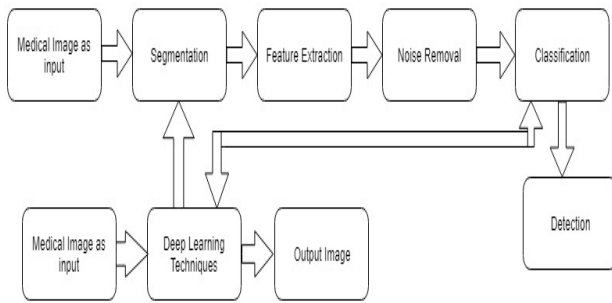 Medical Image as
input
Segmentation
Feature Extraction
Noise Removal
Classification
Detection
Medical Image as
input
Deep Learning
Techniques
Output Image